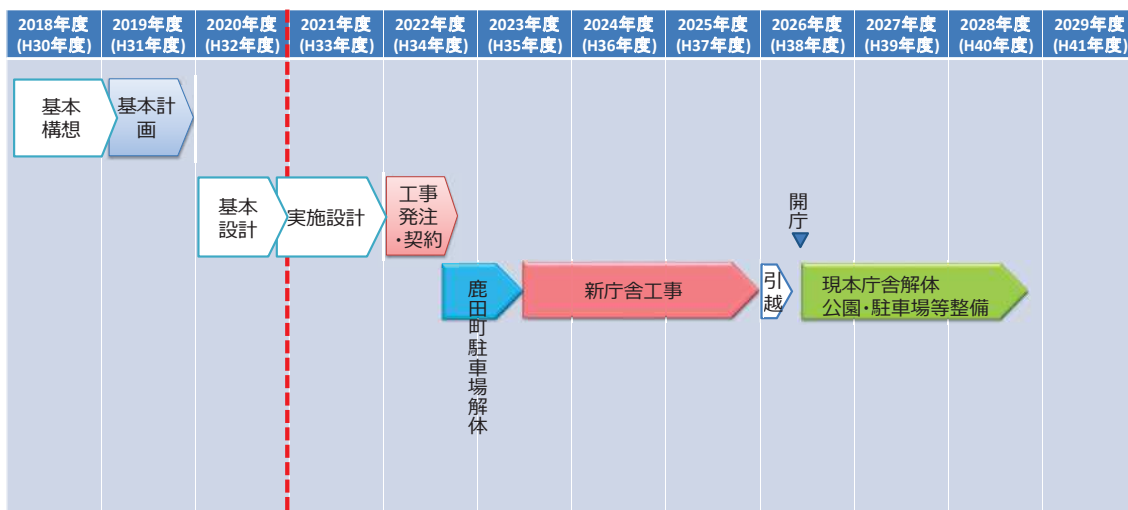 2018年度 2019年度 2020年度 2021年度 2022年度 2023年度 2024年度 2025年度 2026年度 2027年度 2028年度 2029年度
(H30年度) (H31年度) (H32年度) (H33年度) (H34年度) (H35年度) (H36年度) (H37年度) (H38年度) (H39年度) (H40年度) (H41年度)
基本
構想
基本計
画
基本
設計
実施設計
工事
発注
・契約
開庁
鹿田町駐車場解体
新庁舎工事
引越
現本庁舎解体
公園・駐車場等整備